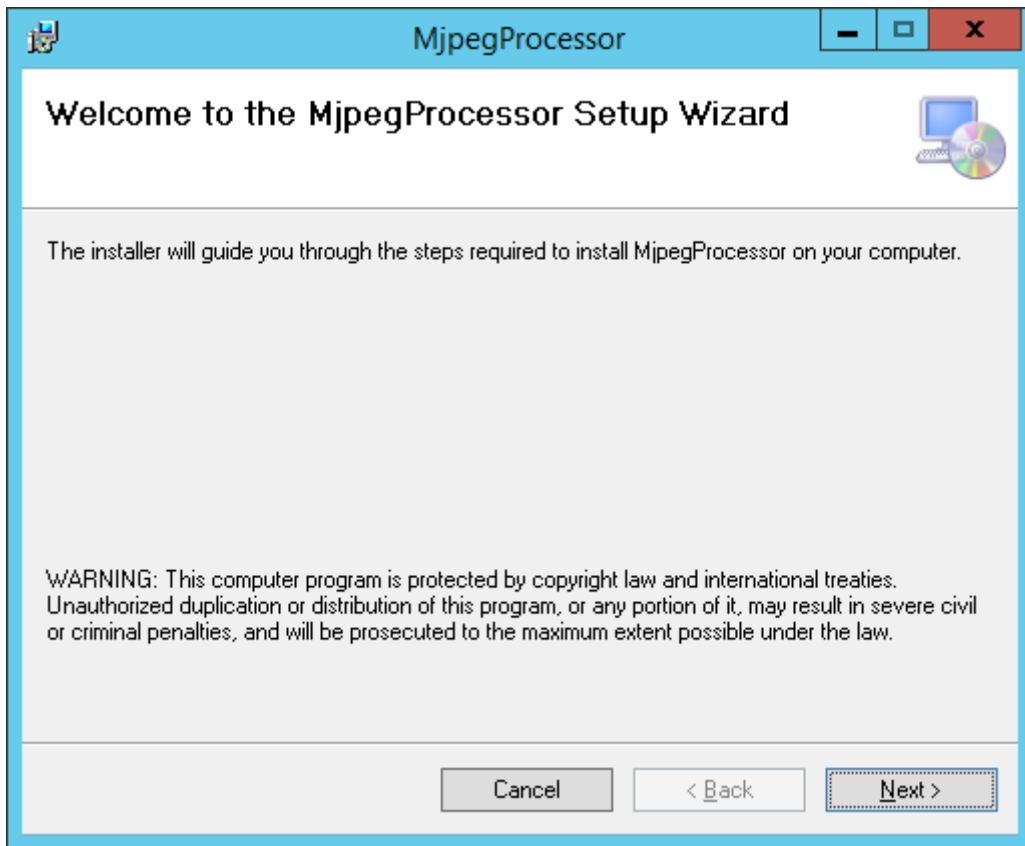 MjpegProcessor
Welcome to the MjpegProcessor Setup Wizard
The installer will guide you through the steps required to install MjpegProcessor on your computer.
WARNING: This computer program is protected by copyright law and international treaties.
Unauthorized duplication or distribution of this program, or any portion of it, may result in severe civil
or criminal penalties, and will be prosecuted to the maximum extent possible under the law.
Cancel
< Back
Next >